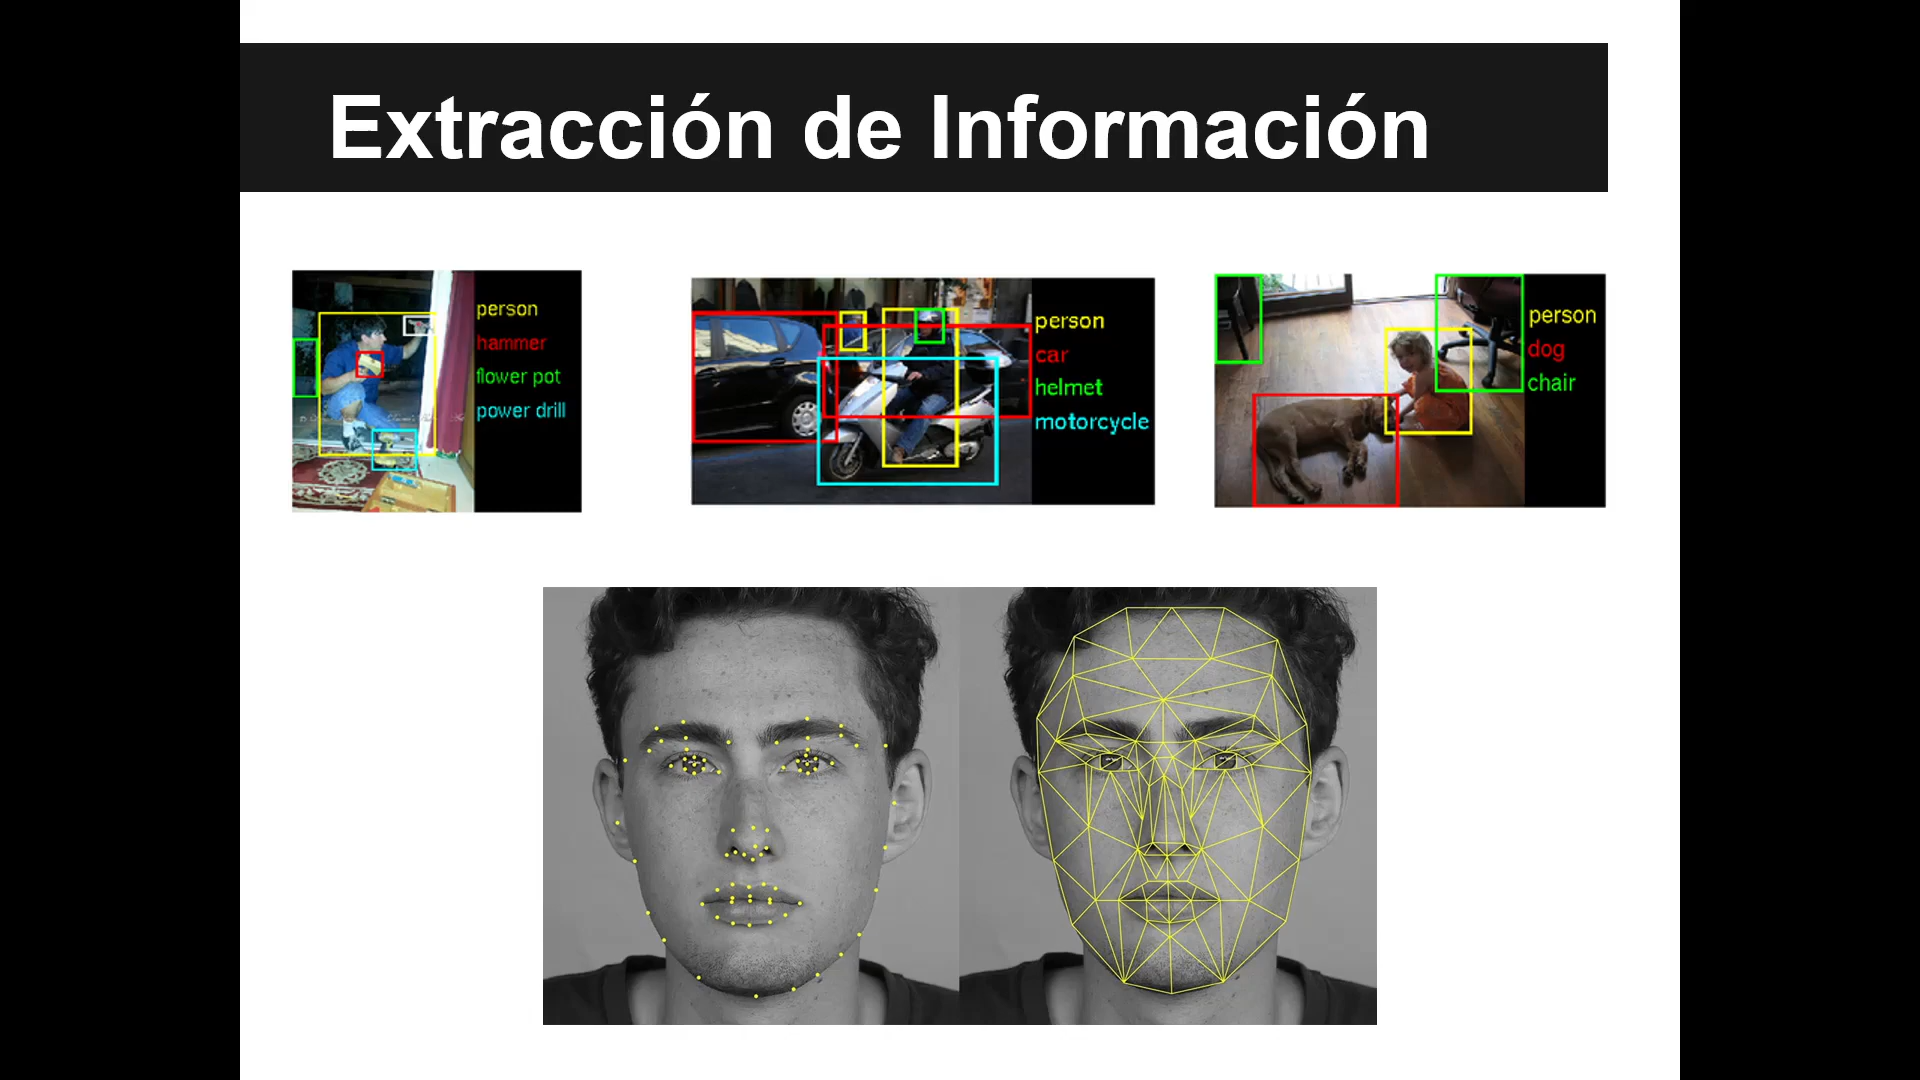 Extracción de Información
person
hammer
flower pot
power drill
person
car
helmet
motorcycle
person
dog
chair